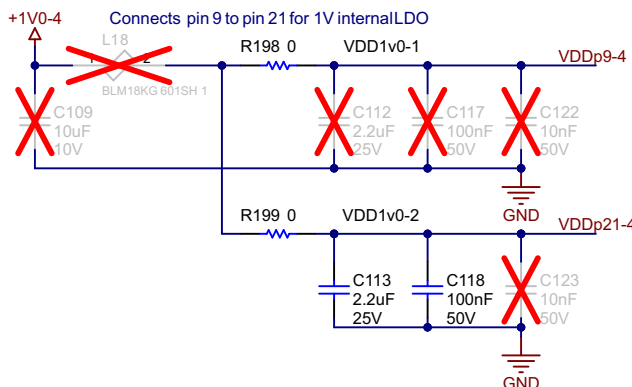 Connects pin 9 to pin 21 for 1V internal LDO
+1V0-4
L18
1 2
BLM18KG 601SH 1
R198 0
VDD1v0-1
VDDp9-4
C109
10uF
10V
C112
2.2uF
25V
C117
100nF
50V
C122
10nF
50V
GND
R199 0
VDD1v0-2
VDDp21-4
C113
2.2uF
25V
C118
100nF
50V
C123
10nF
50V
GND